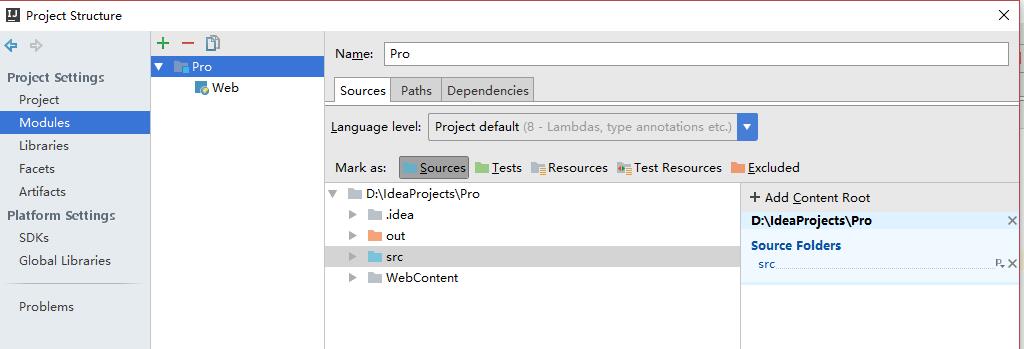 Project Structure
Project Settings
Project
Modules
Libraries
Facets
Artifacts
Platform Settings
SDKs
Global Libraries
Problems
Pro
Web
Name: Pro
Sources Paths Dependencies
Language level: Project default (8 - Lambdas, type annotations etc.)
Mark as: Sources Tests Resources Test Resources Excluded
D:\IdeaProjects\Pro
.idea
out
src
WebContent
+ Add Content Root
D:\IdeaProjects\Pro
Source Folders
src